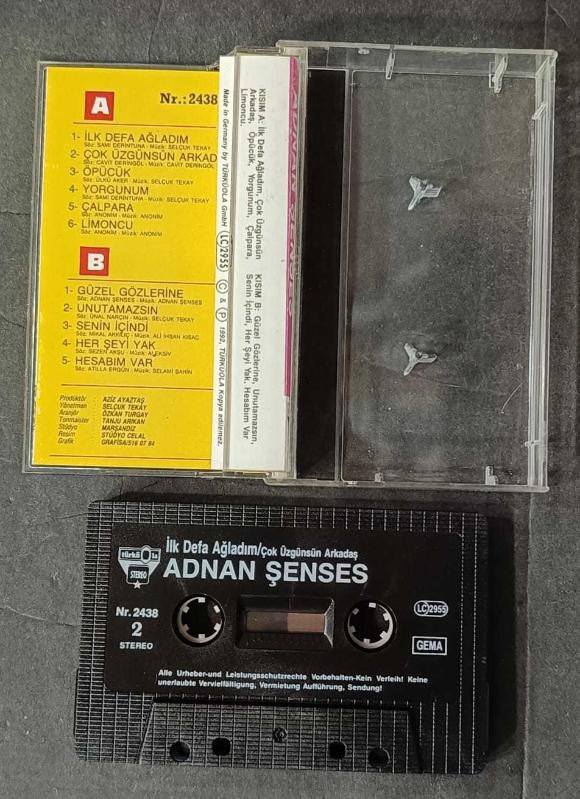 A
Nr.:2438
1- İLK DEFA AĞLADIM
Söz: SAMİ DERİNTUNA - Müzik: SELÇUK TEKAY
2- ÇOK ÜZGÜNSÜN ARKAD
Söz: CAVİT DERİNGÖL - Müzik: CAVİT DERİNGÖL
3- ÖPÜCÜK
Söz: ÜLKÜ AKER - Müzik: SELÇUK TEKAY
4- YORGUNUM
Söz: SAMİ DERİNTUNA - Müzik: SELÇUK TEKAY
5- ÇALPARA
Söz: ANONİM - Müzik: ANONİM
6- LİMONCU
Söz: ANONİM - Müzik: ANONİM
B
1- GÜZEL GÖZLERİNE
Söz: ADNAN ŞENSES - Müzik: ADNAN ŞENSES
2- UNUTAMAZSIN
Söz: ÜNAL NARÇIN - Müzik: SELÇUK TEKAY
3- SENİN İÇİNDİ
Söz: MİKAL AKKILIÇ - Müzik: ALİ İHSAN KISAÇ
4- HER ŞEYİ YAK
Söz: SEZEN AKSU - Müzik: ALEKSİV
5- HESABIM VAR
Söz: ATİLLA ERGÜN - Müzik: SELAMİ ŞAHİN
Prodüktör : AZİZ AYAZTAŞ
Yönetmen : SELÇUK TEKAY
Aranjör : ÖZKAN TURGAY
Tonmaister : TANJU ARIKAN
Stüdyo : MARŞANDİZ
Resim : STÜDYO CELAL
Grafik : GRAFİSA/516 07 84
KISIM A: İlk Defa Ağladım, Çok Üzgünsün
Arkadaş, Öpücük, Yorgunum, Çalpara,
Limoncu.
KISIM B: Güzel Gözlerine, Unutamazsın,
Senin İçindi, Her Şeyi Yak, Hesabım Var
Made in Germany by TÜRKÜOLA GmbH LC 2955 © & ℗ 1992, TÜRKÜOLA Kopya edilemez.
ADNAN ŞENSES
türküola
STEREO
İlk Defa Ağladım/Çok Üzgünsün Arkadaş
ADNAN ŞENSES
Nr. 2438
2
STEREO
LC 2955
GEMA
Alle Urheber-und Leistungsschutzrechte Vorbehalten-Kein Verleih! Keine
unerlaubte Vervielfältigung, Vermietung Aufführung, Sendung!